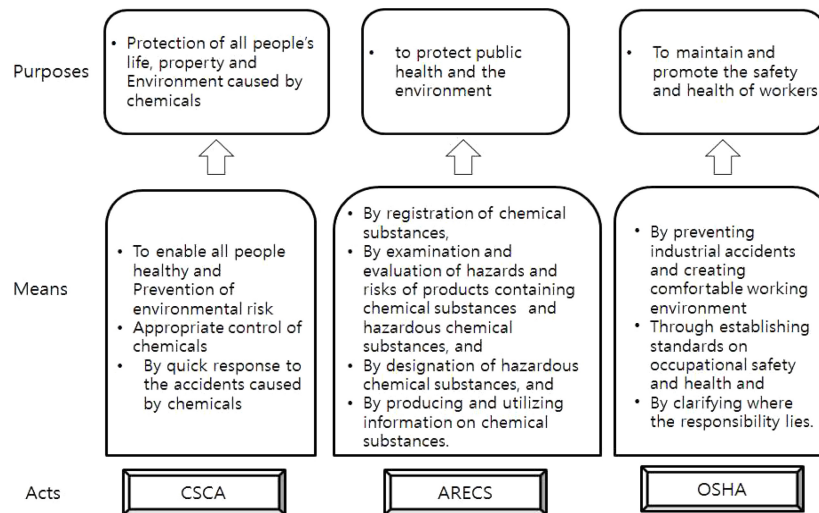 Purposes
• Protection of all people's
life, property and
Environment caused by
chemicals
• to protect public
health and the
environment
• To maintain and
promote the safety
and health of workers
Means
• To enable all people
healthy and
Prevention of
environmental risk
• Appropriate control of
chemicals
• By quick response to
the accidents caused
by chemicals
• By registration of chemical
substances,
• By examination and
evaluation of hazards and
risks of products containing
chemical substances and
hazardous chemical
substances, and
• By designation of hazardous
chemical substances, and
• By producing and utilizing
information on chemical
substances.
• By preventing
industrial accidents
and creating
comfortable working
environment
• Through establishing
standards on
occupational safety
and health and
• By clarifying where
the responsibility lies.
Acts
CSCA
ARECS
OSHA